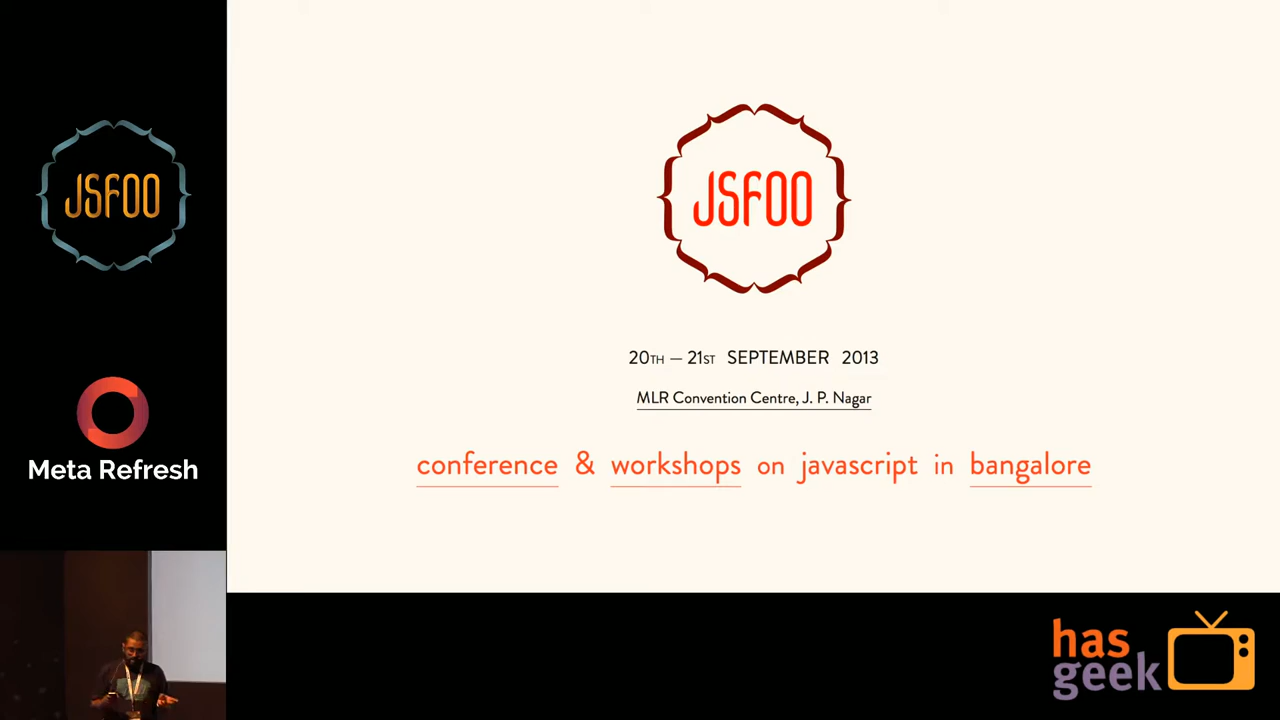 JSFOO
Meta Refresh
JSFOO
20TH — 21ST SEPTEMBER 2013
MLR Convention Centre, J. P. Nagar
conference & workshops on javascript in bangalore
has
geek